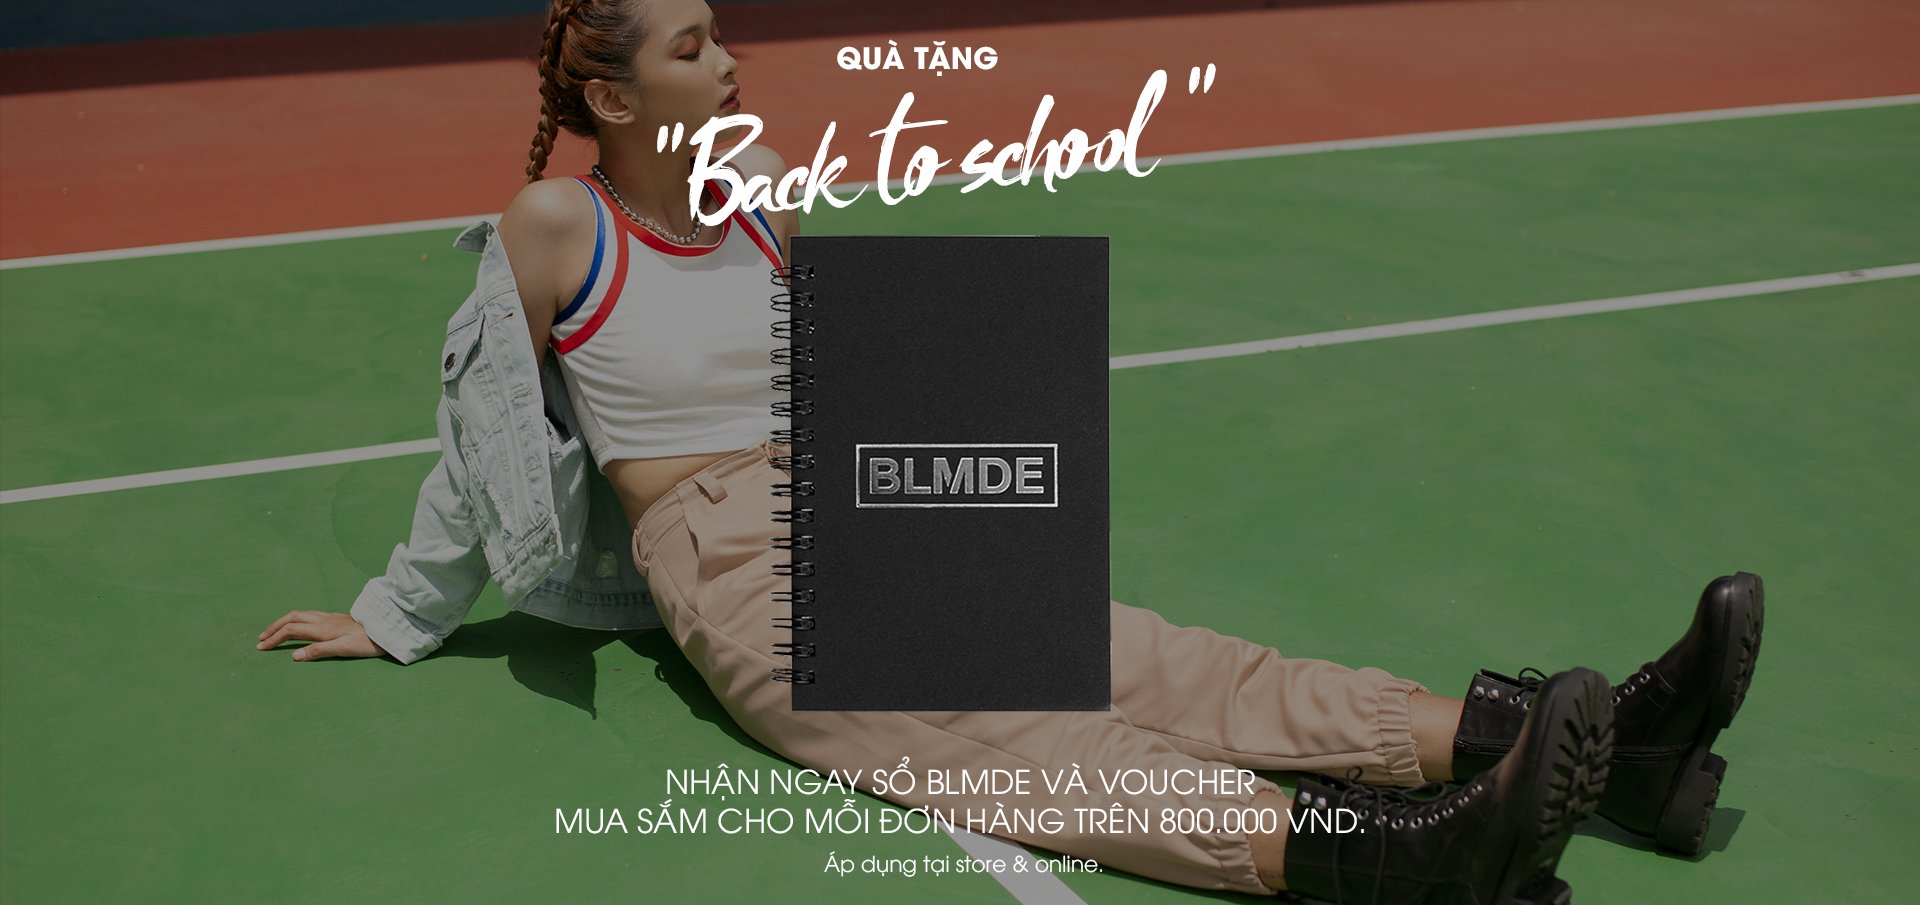 QUÀ TẶNG
"Back to school"
BLMDE
NHẬN NGAY SỔ BLMDE VÀ VOUCHER
MUA SẮM CHO MỖI ĐƠN HÀNG TRÊN 800.000 VND.
Áp dụng tại store & online.